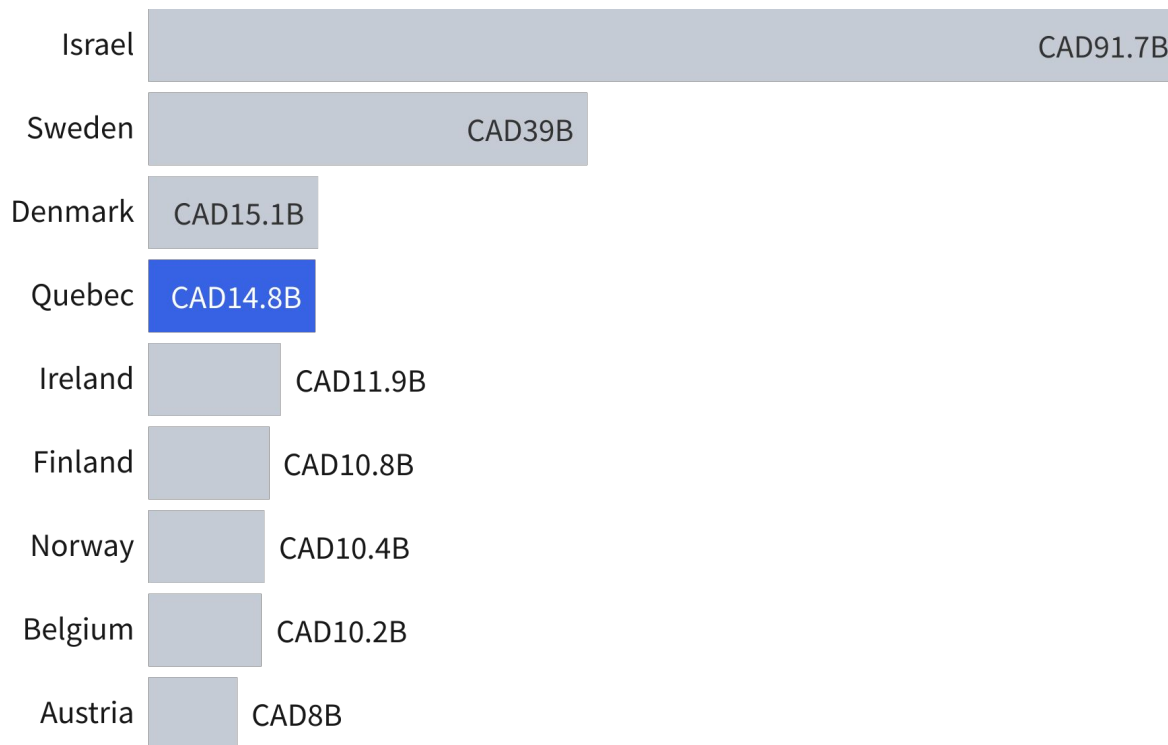 Israel CAD91.7B
Sweden CAD39B
Denmark CAD15.1B
Quebec CAD14.8B
Ireland CAD11.9B
Finland CAD10.8B
Norway CAD10.4B
Belgium CAD10.2B
Austria CAD8B